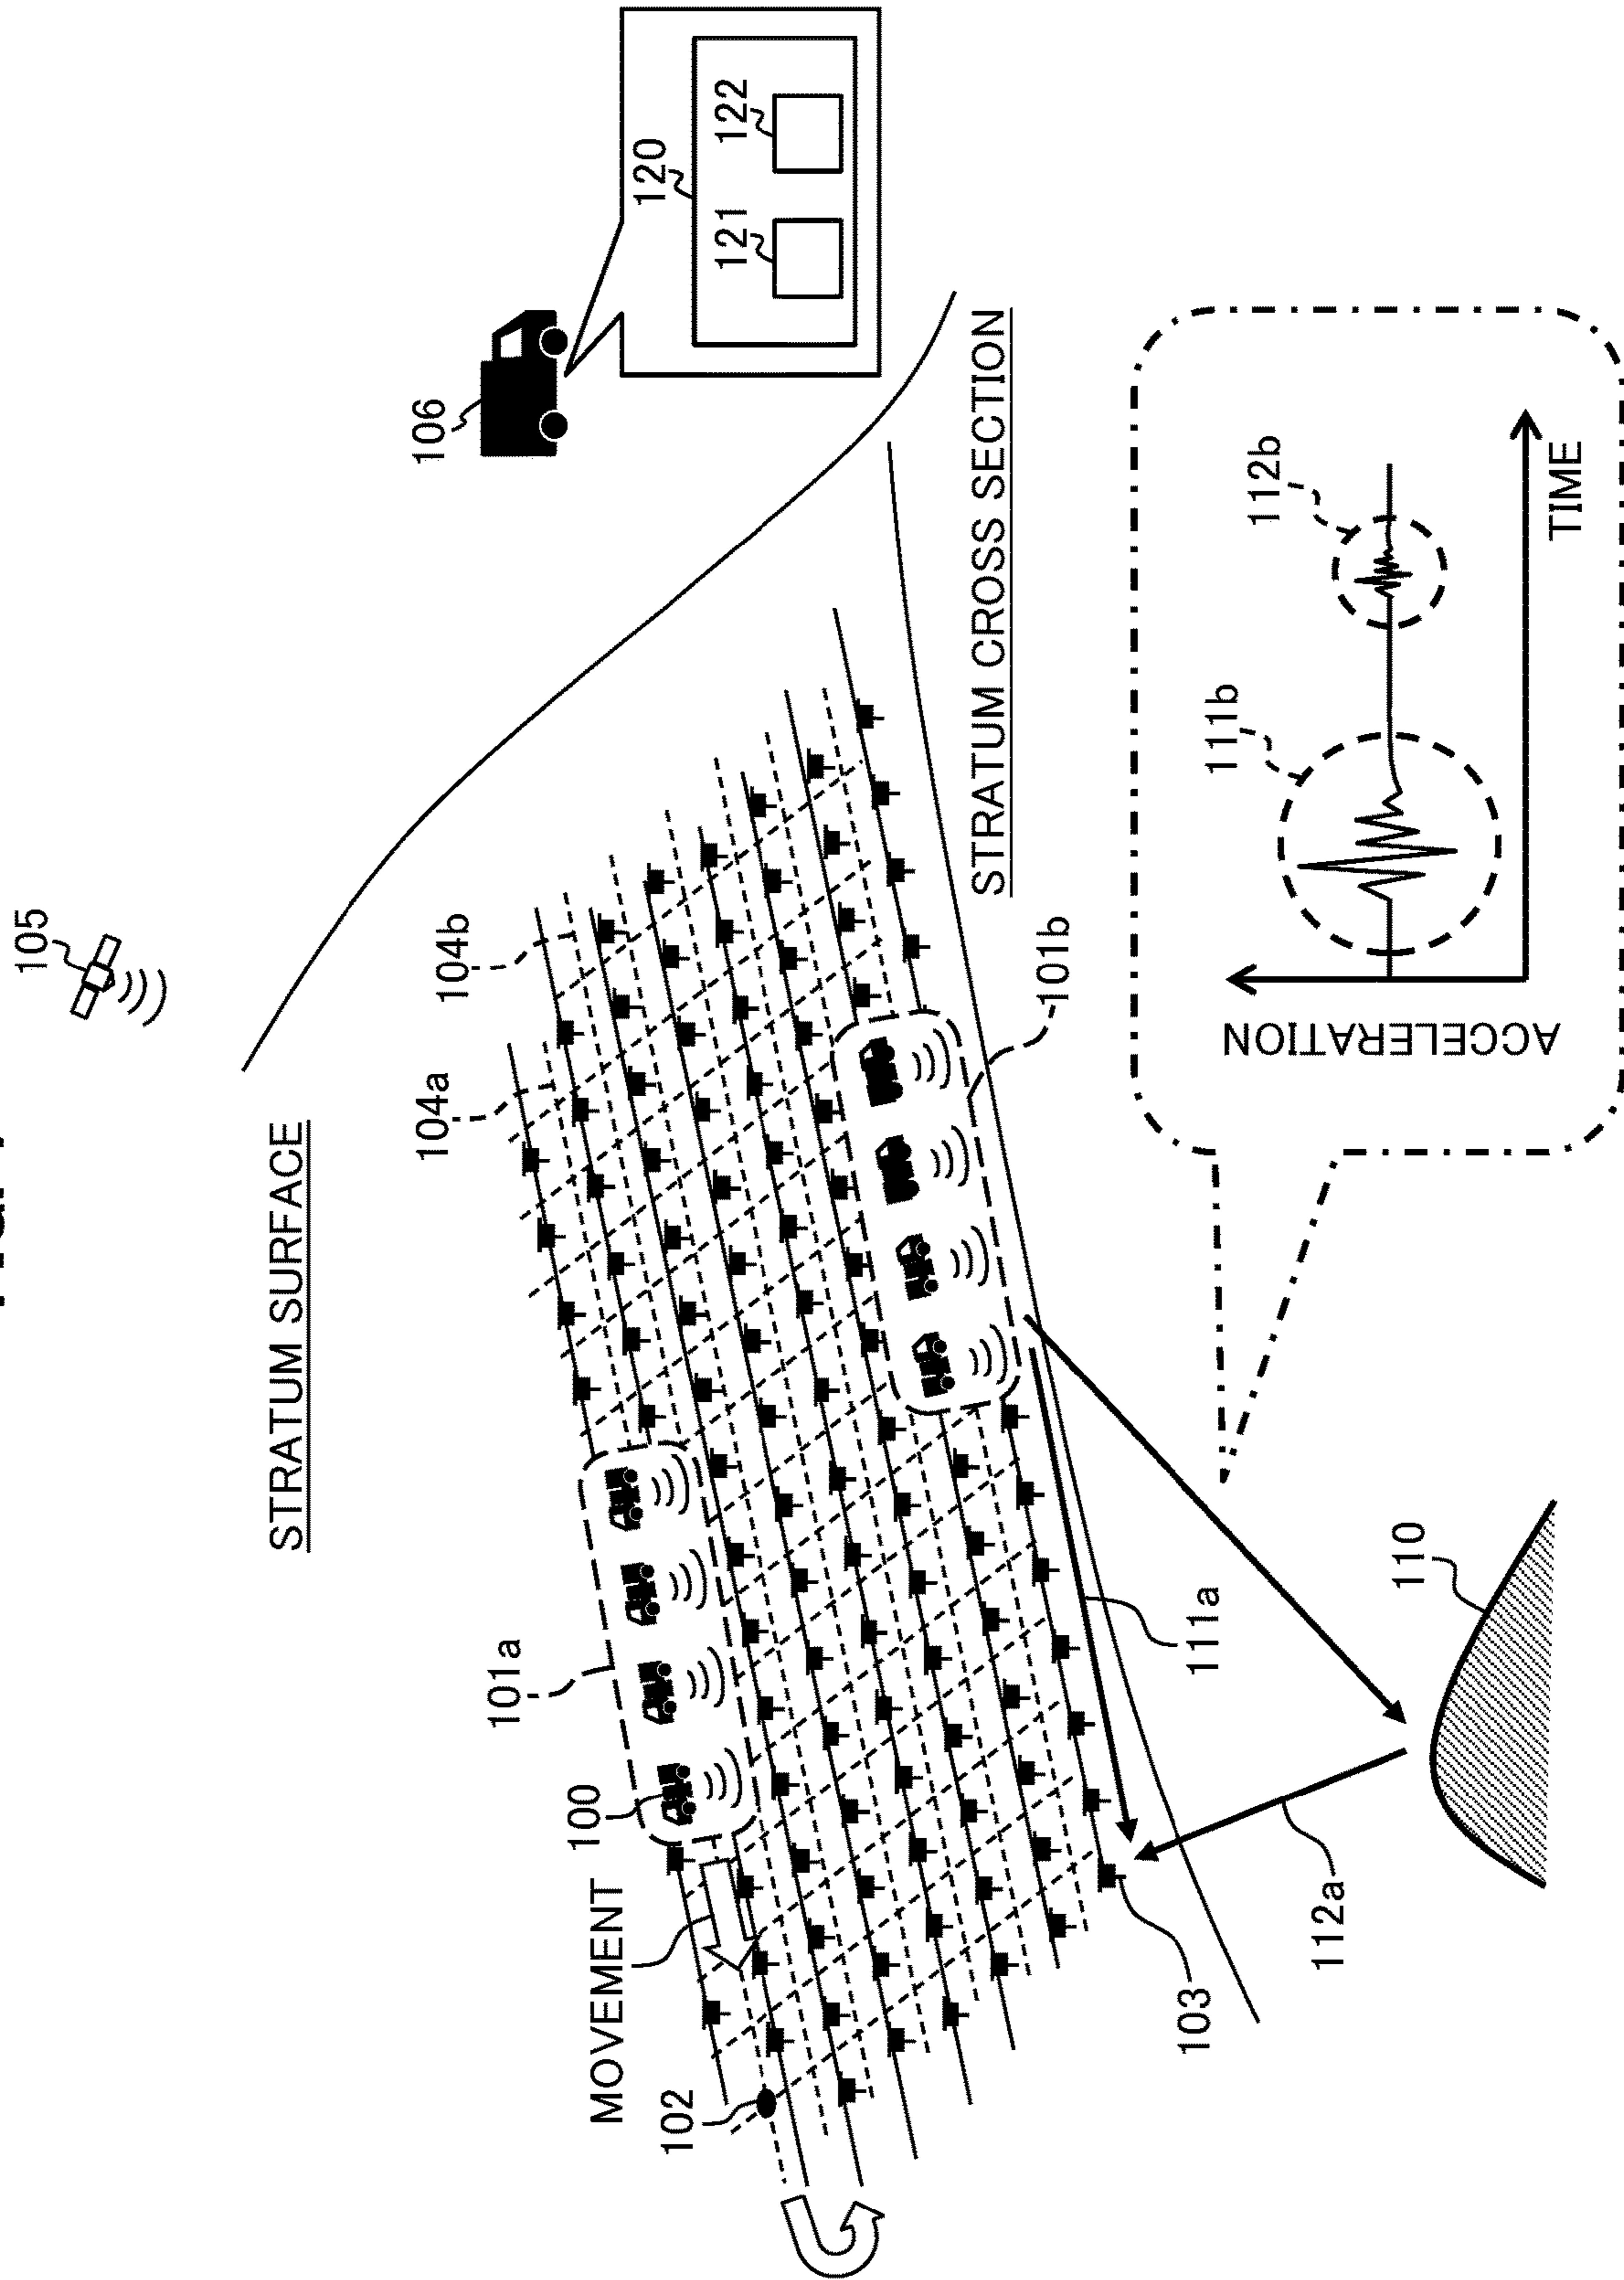 105
STRATUM SURFACE
104a
104b
106
120
121
122
101a
100
MOVEMENT
102
101b
STRATUM CROSS SECTION
103
111a
112a
110
111b
112b
ACCELERATION
TIME